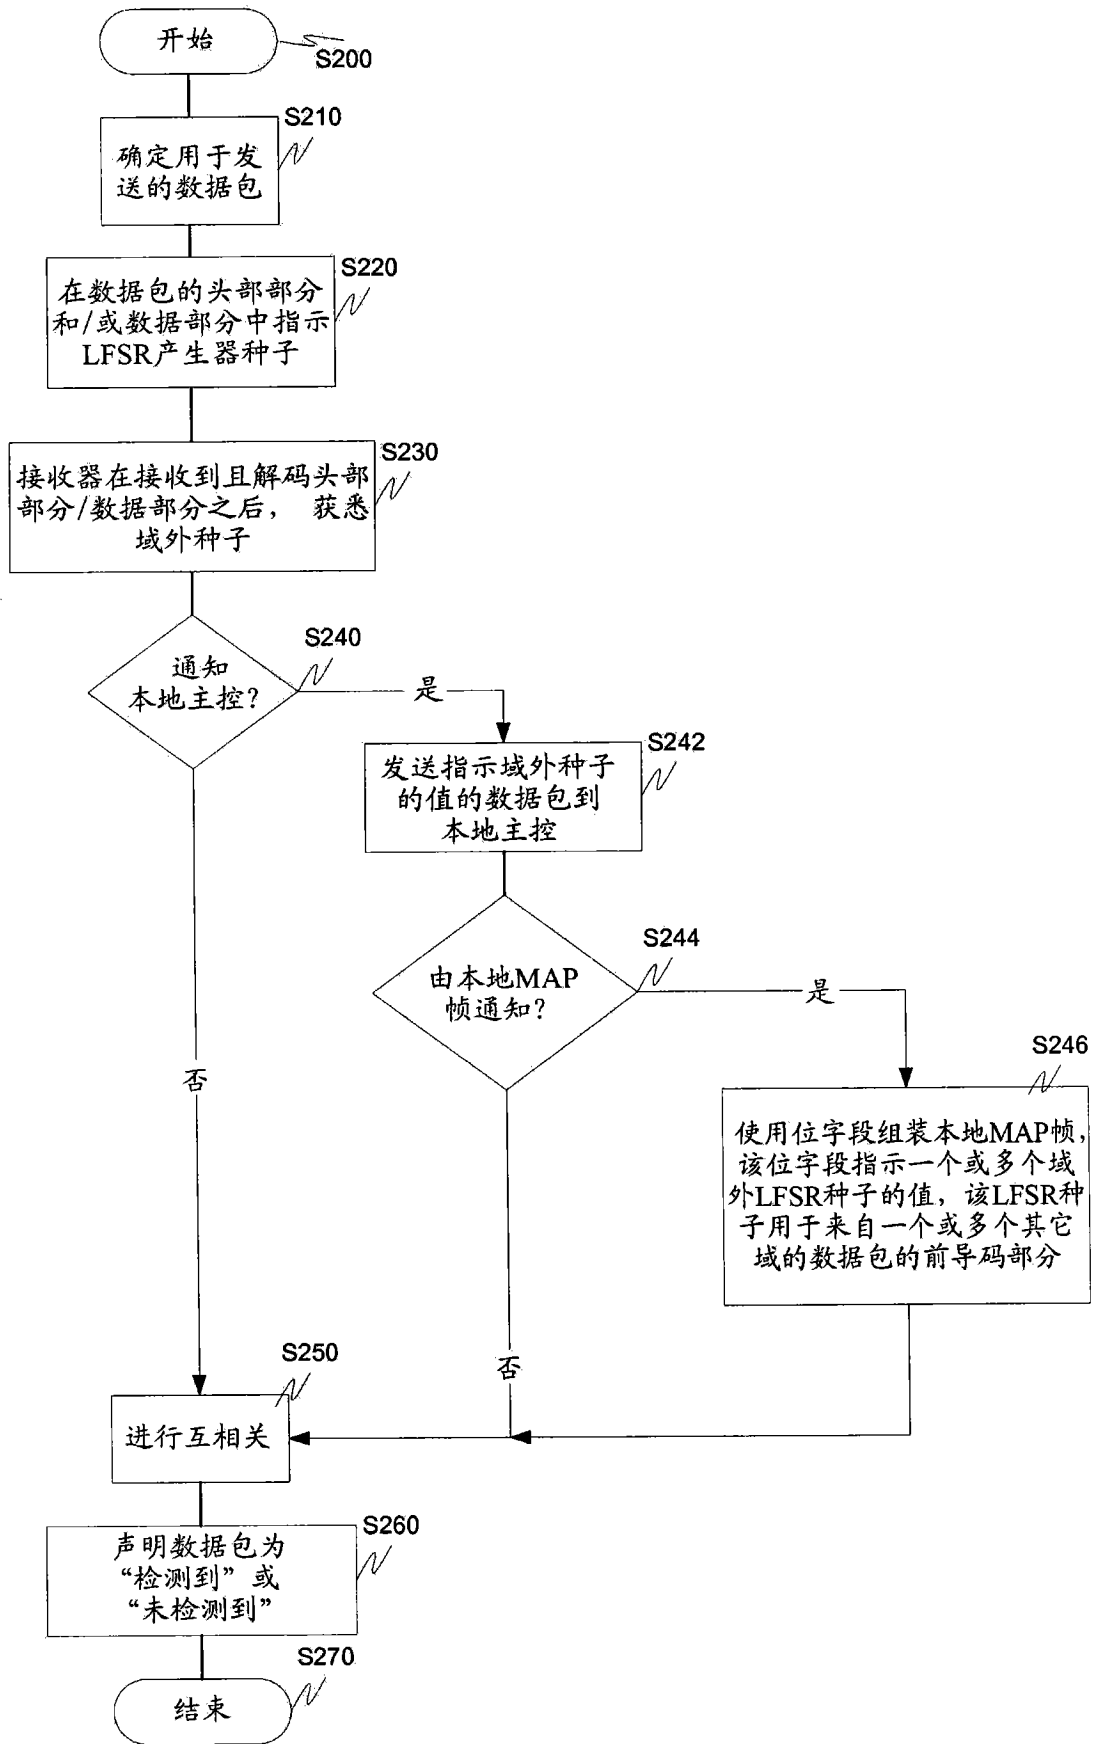 开始
S200
S210
确定用于发
送的数据包
S220
在数据包的头部部分
和/或数据部分中指示
LFSR产生器种子
S230
接收器在接收到且解码头部
部分/数据部分之后， 获悉
域外种子
S240
通知
本地主控?
是
S242
发送指示域外种子
的值的数据包到
本地主控
S244
由本地MAP
帧通知?
是
S246
使用位字段组装本地MAP帧，
该位字段指示一个或多个域
外LFSR种子的值，该LFSR种
子用于来自一个或多个其它
域的数据包的前导码部分
否
否
S250
进行互相关
S260
声明数据包为
“检测到”或
“未检测到”
S270
结束